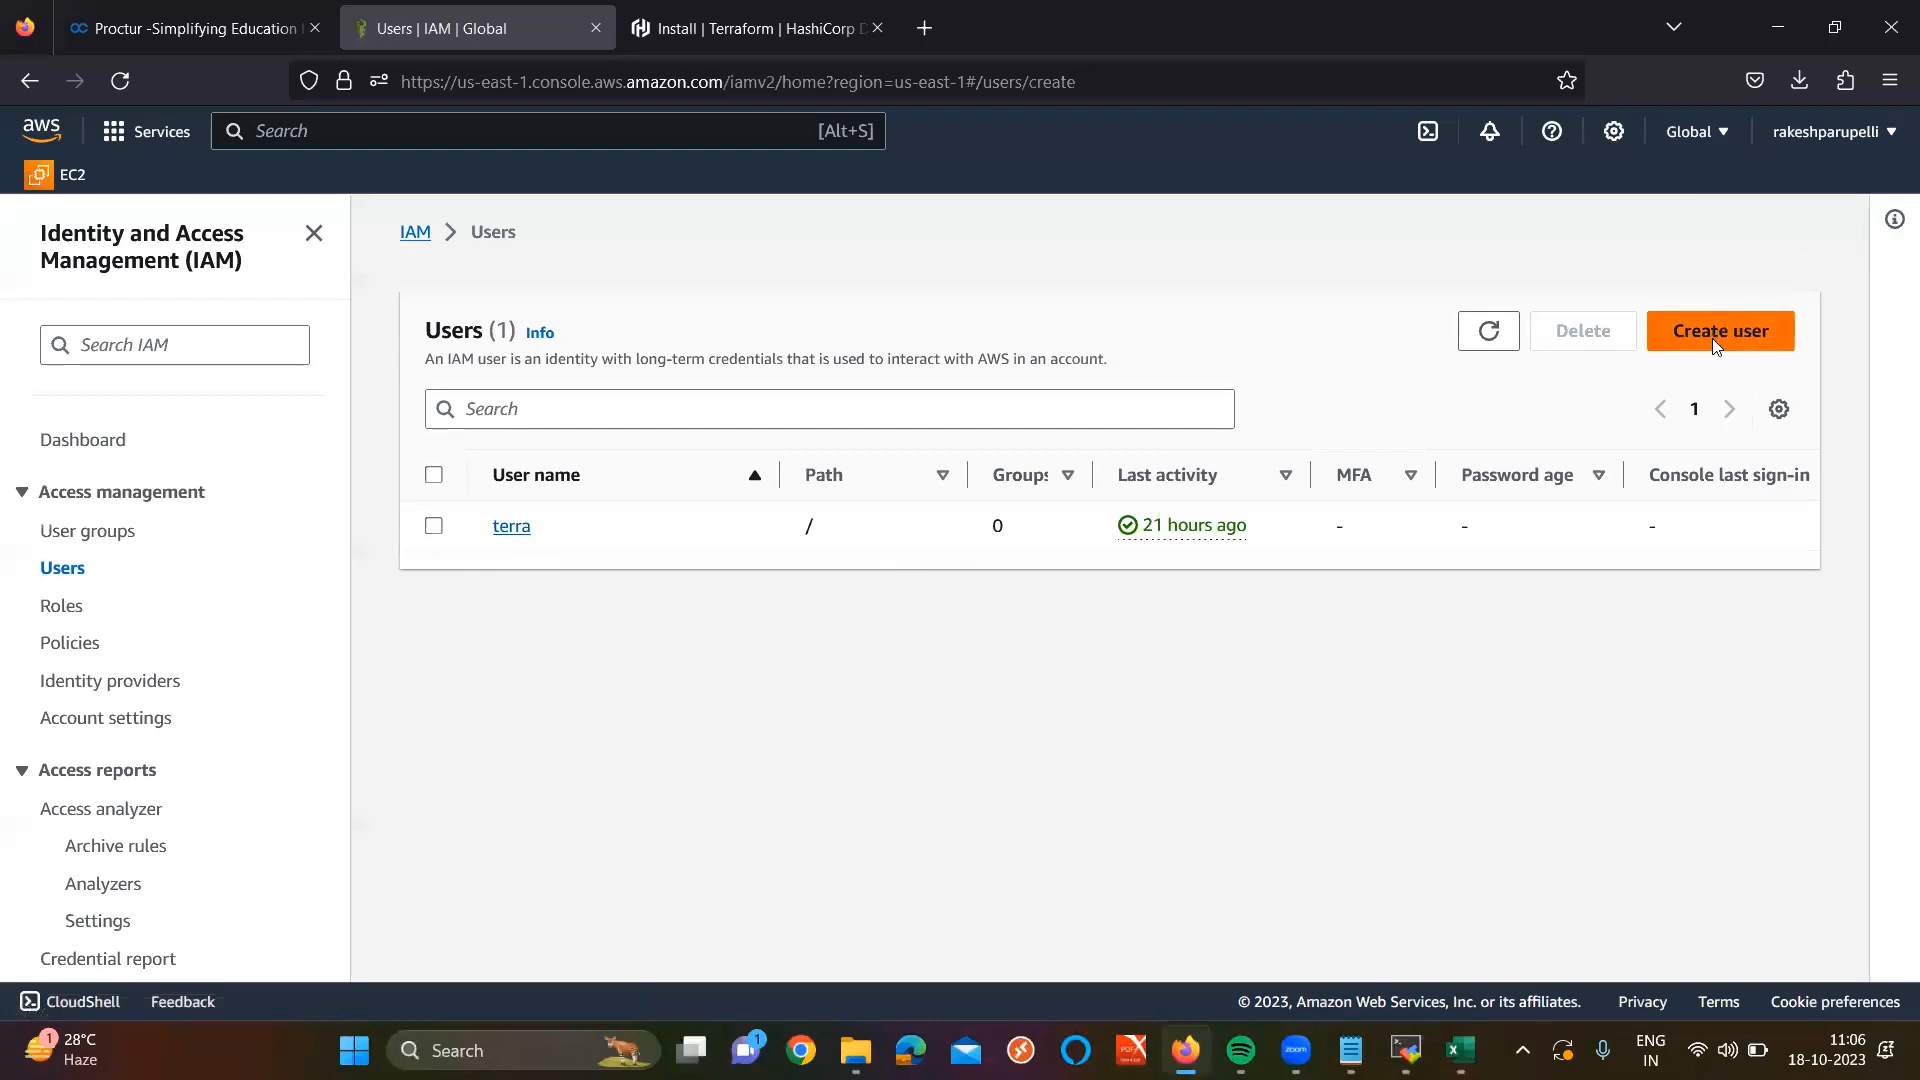 Proctur -Simplifying Education
Users | IAM | Global
Install | Terraform | HashiCorp D
https://us-east-1.console.aws.amazon.com/iamv2/home?region=us-east-1#/users/create
aws
Services
Search
[Alt+S]
Global
rakeshparupelli
EC2
Identity and Access
Management (IAM)
Search IAM
Dashboard
Access management
User groups
Users
Roles
Policies
Identity providers
Account settings
Access reports
Access analyzer
Archive rules
Analyzers
Settings
Credential report
IAM
Users
Users (1) Info
Delete
Create user
An IAM user is an identity with long-term credentials that is used to interact with AWS in an account.
Search
1
User name
Path
Groups
Last activity
MFA
Password age
Console last sign-in
terra
/
0
21 hours ago
-
-
-
CloudShell
Feedback
© 2023, Amazon Web Services, Inc. or its affiliates.
Privacy
Terms
Cookie preferences
1
28°C
Haze
Search
1
zoom
ENG
IN
11:06
18-10-2023